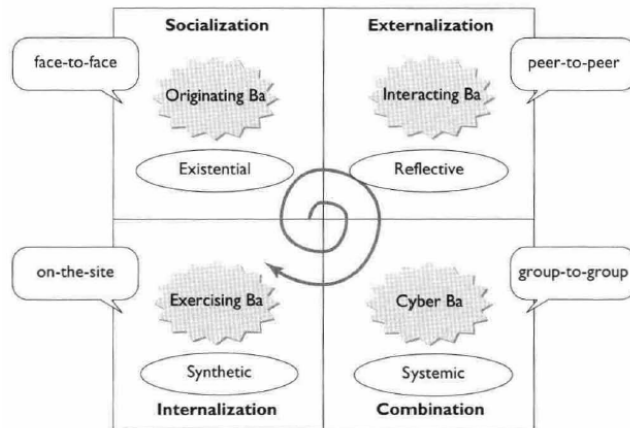 Socialization
Externalization
face-to-face
peer-to-peer
Originating Ba
Interacting Ba
Existential
Reflective
on-the-site
group-to-group
Exercising Ba
Cyber Ba
Synthetic
Systemic
Internalization
Combination